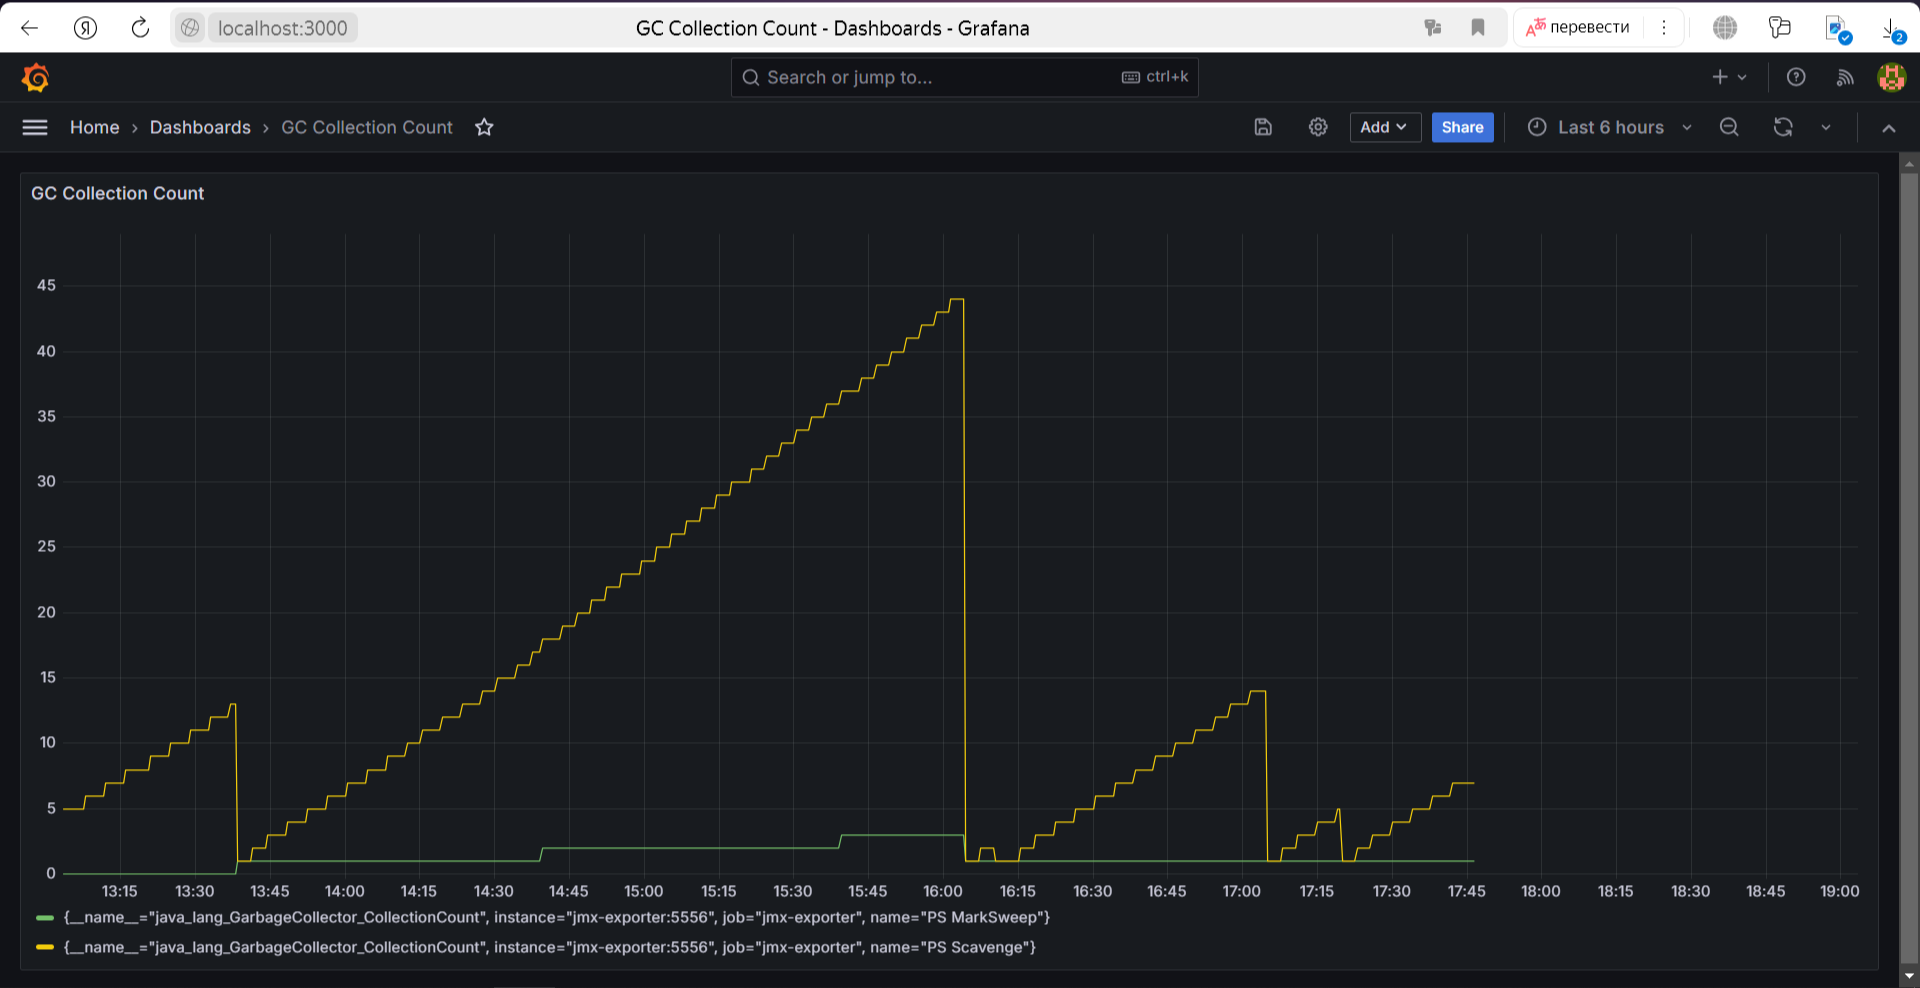 localhost:3000
GC Collection Count - Dashboards - Grafana
перевести
2
Search or jump to...
ctrl+k
Home
Dashboards
GC Collection Count
Add
Share
Last 6 hours
GC Collection Count
45
40
35
30
25
20
15
10
5
0
13:15 13:30 13:45 14:00 14:15 14:30 14:45 15:00 15:15 15:30 15:45 16:00 16:15 16:30 16:45 17:00 17:15 17:30 17:45 18:00 18:15 18:30 18:45 19:00
{__name__="java_lang_GarbageCollector_CollectionCount", instance="jmx-exporter:5556", job="jmx-exporter", name="PS MarkSweep"}
{__name__="java_lang_GarbageCollector_CollectionCount", instance="jmx-exporter:5556", job="jmx-exporter", name="PS Scavenge"}